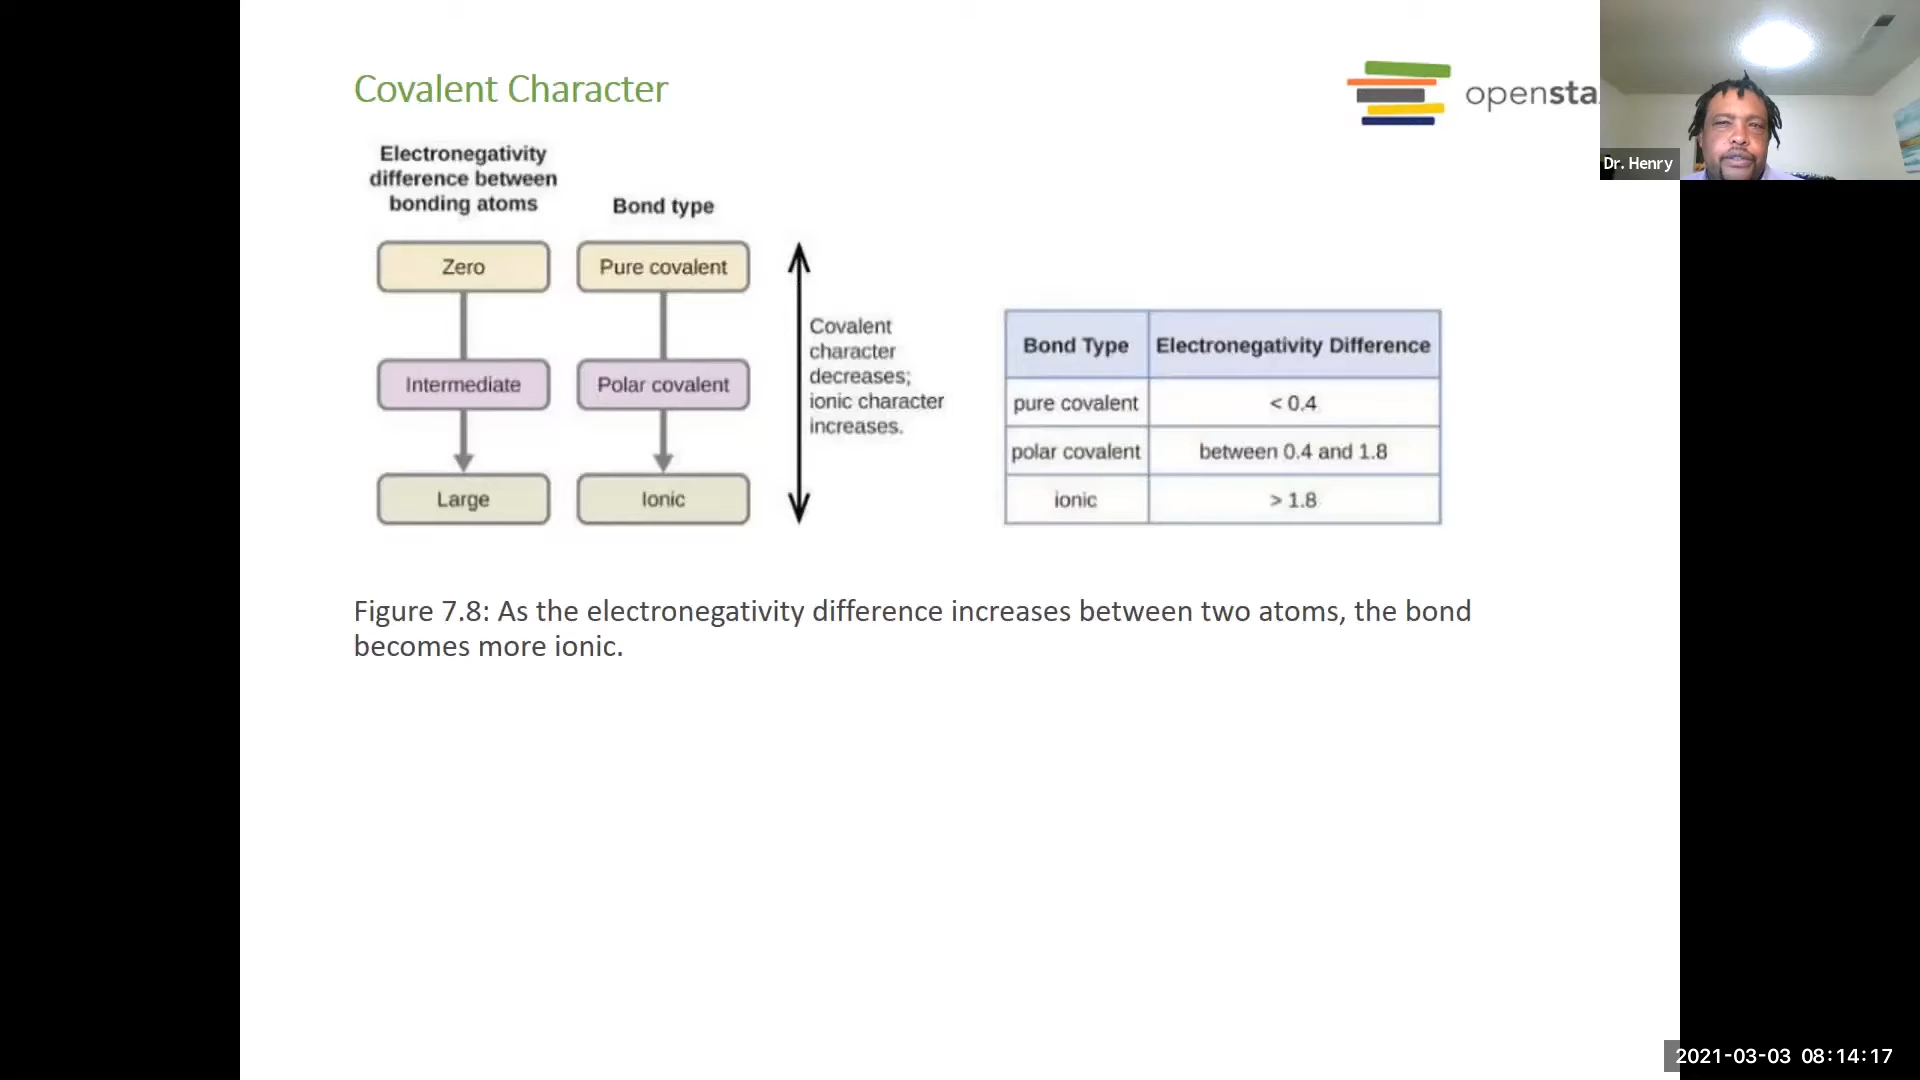 Covalent Character
opensta
Dr. Henry
Electronegativity
difference between
bonding atoms
Bond type
Zero
Pure covalent
Intermediate
Polar covalent
Large
Ionic
Covalent
character
decreases;
ionic character
increases.
Bond Type Electronegativity Difference
pure covalent < 0.4
polar covalent between 0.4 and 1.8
ionic > 1.8
Figure 7.8: As the electronegativity difference increases between two atoms, the bond
becomes more ionic.
2021-03-03 08:14:17